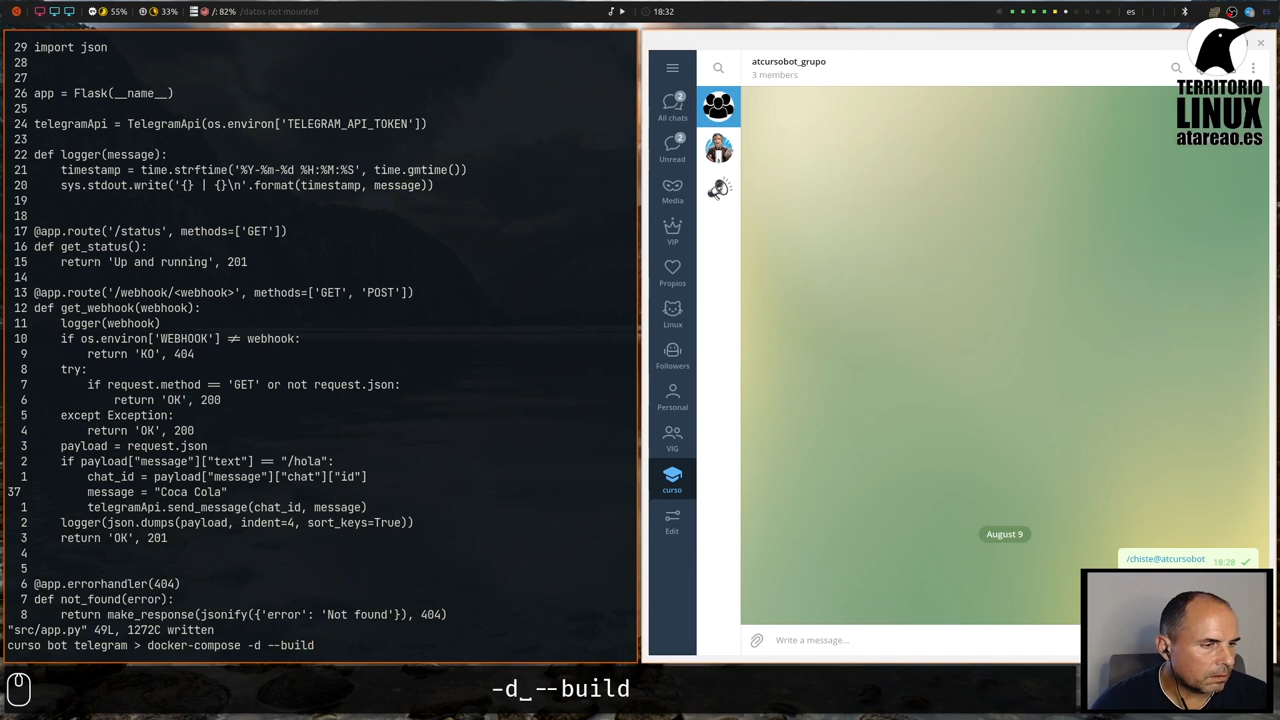 55% 33% /: 82% /datos not mounted
18:32
es
ES
29 import json
28
27
26 app = Flask(__name__)
25
24 telegramApi = TelegramApi(os.environ['TELEGRAM_API_TOKEN'])
23
22 def logger(message):
21     timestamp = time.strftime('%Y-%m-%d %H:%M:%S', time.gmtime())
20     sys.stdout.write('{} | {}\n'.format(timestamp, message))
19
18
17 @app.route('/status', methods=['GET'])
16 def get_status():
15     return 'Up and running', 201
14
13 @app.route('/webhook/<webhook>', methods=['GET', 'POST'])
12 def get_webhook(webhook):
11     logger(webhook)
10     if os.environ['WEBHOOK'] ≠ webhook:
9         return 'KO', 404
8     try:
7         if request.method == 'GET' or not request.json:
6             return 'OK', 200
5     except Exception:
4         return 'OK', 200
3     payload = request.json
2     if payload["message"]["text"] == "/hola":
1         chat_id = payload["message"]["chat"]["id"]
37         message = "Coca Cola"
1         telegramApi.send_message(chat_id, message)
2     logger(json.dumps(payload, indent=4, sort_keys=True))
3     return 'OK', 201
4
5
6 @app.errorhandler(404)
7 def not_found(error):
8     return make_response(jsonify({'error': 'Not found'}), 404)
"src/app.py" 49L, 1272C written
curso bot telegram > docker-compose -d --build
atcursobot_grupo
3 members
2
All chats
2
Unread
Media
VIP
Propios
Linux
Followers
Personal
VIG
curso
Edit
August 9
/chiste@atcursobot 18:28
Write a message...
TERRITORIO
LINUX
atareao.es
-d␣--build